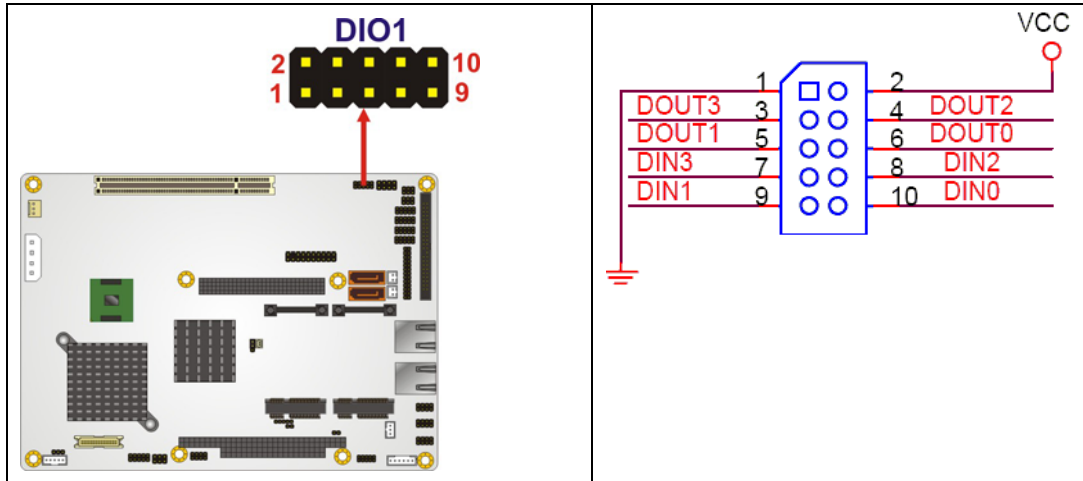 DIO1
2 10
1 9
VCC
1 2
DOUT3 3 4 DOUT2
DOUT1 5 6 DOUT0
DIN3 7 8 DIN2
DIN1 9 10 DIN0